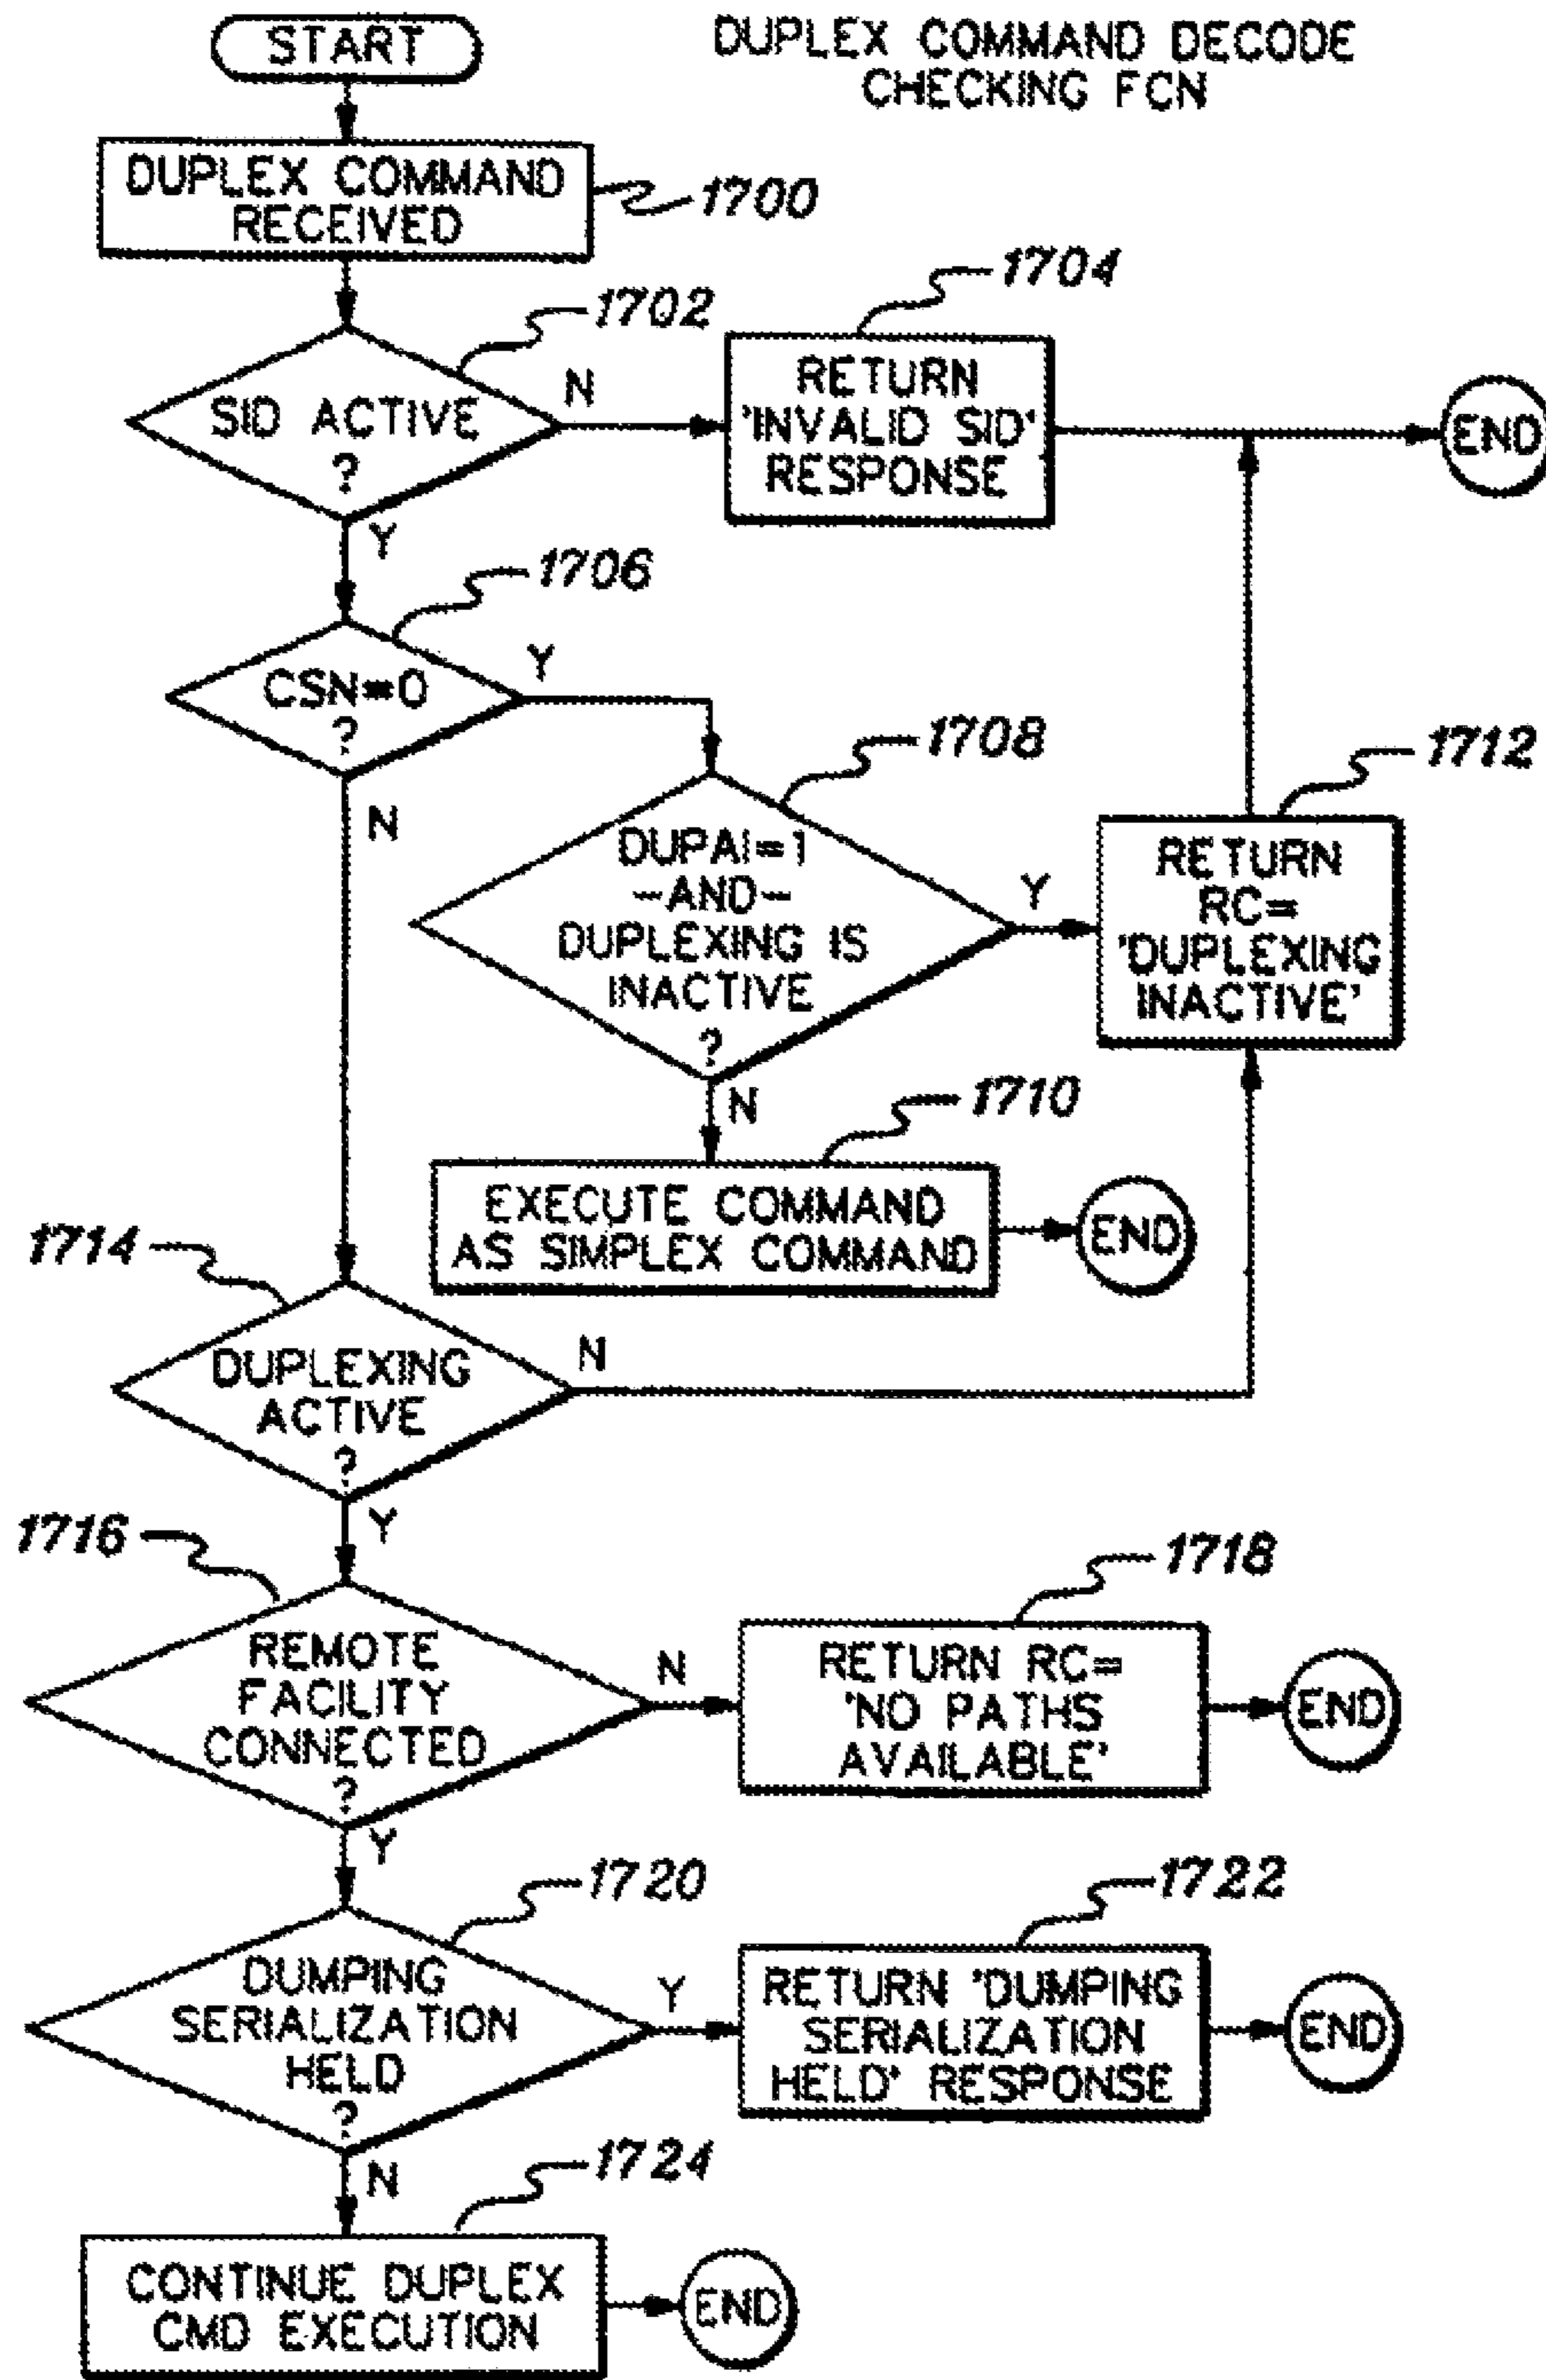 START
DUPLEX COMMAND DECODE
CHECKING FCN
DUPLEX COMMAND
RECEIVED
1700
1702
SID ACTIVE
?
N
Y
1704
RETURN
'INVALID SID'
RESPONSE
END
1706
CSN=0
?
Y
N
1708
DUPAI=1
-AND-
DUPLEXING IS
INACTIVE
?
Y
N
1712
RETURN
RC=
'DUPLEXING
INACTIVE'
1710
EXECUTE COMMAND
AS SIMPLEX COMMAND
END
1714
DUPLEXING
ACTIVE
?
N
Y
1716
REMOTE
FACILITY
CONNECTED
?
N
Y
1718
RETURN RC=
'NO PATHS
AVAILABLE'
END
1720
DUMPING
SERIALIZATION
HELD
?
Y
N
1722
RETURN 'DUMPING
SERIALIZATION
HELD' RESPONSE
END
1724
CONTINUE DUPLEX
CMD EXECUTION
END